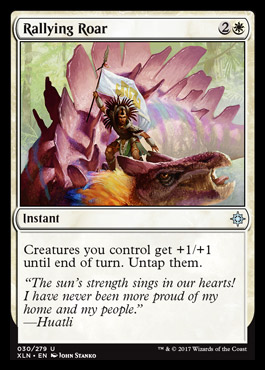 Rallying Roar 2
Instant
Creatures you control get +1/+1
until end of turn. Untap them.
“The sun’s strength sings in our hearts!
I have never been more proud of my
home and my people.”
—Huatli
030/279 U
XLN • EN John Stanko
™ & © 2017 Wizards of the Coast